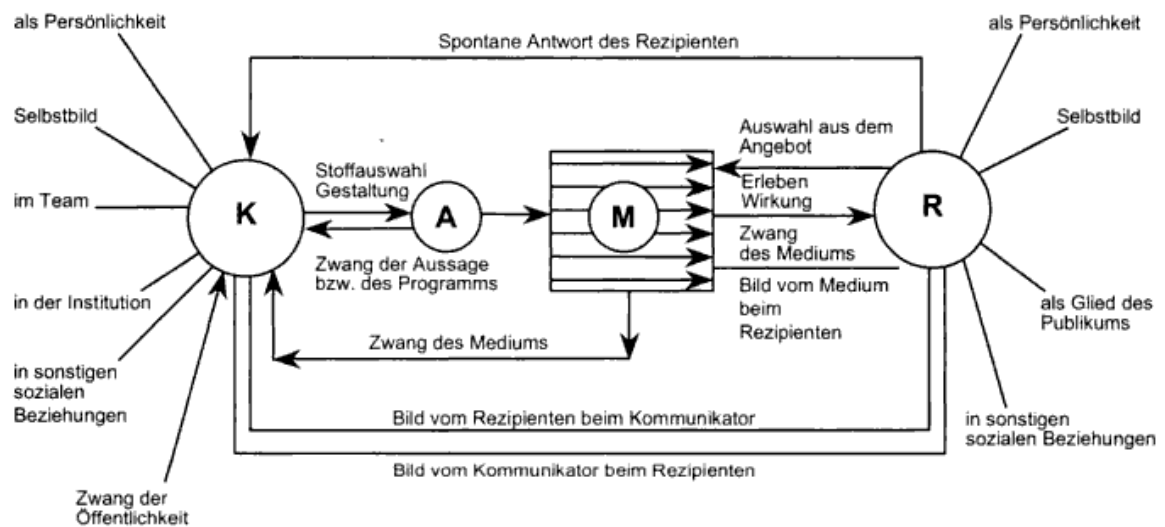 als Persönlichkeit
Selbstbild
im Team
in der Institution
in sonstigen
sozialen
Beziehungen
Zwang der
Öffentlichkeit
Spontane Antwort des Rezipienten
K
Stoffauswahl
Gestaltung
A
Zwang der Aussage
bzw. des Programms
M
Zwang des Mediums
Auswahl aus dem
Angebot
Erleben
Wirkung
Zwang
des Mediums
Bild vom Medium
beim
Rezipienten
R
Bild vom Rezipienten beim Kommunikator
Bild vom Kommunikator beim Rezipienten
als Persönlichkeit
Selbstbild
als Glied des
Publikums
in sonstigen
sozialen Beziehungen